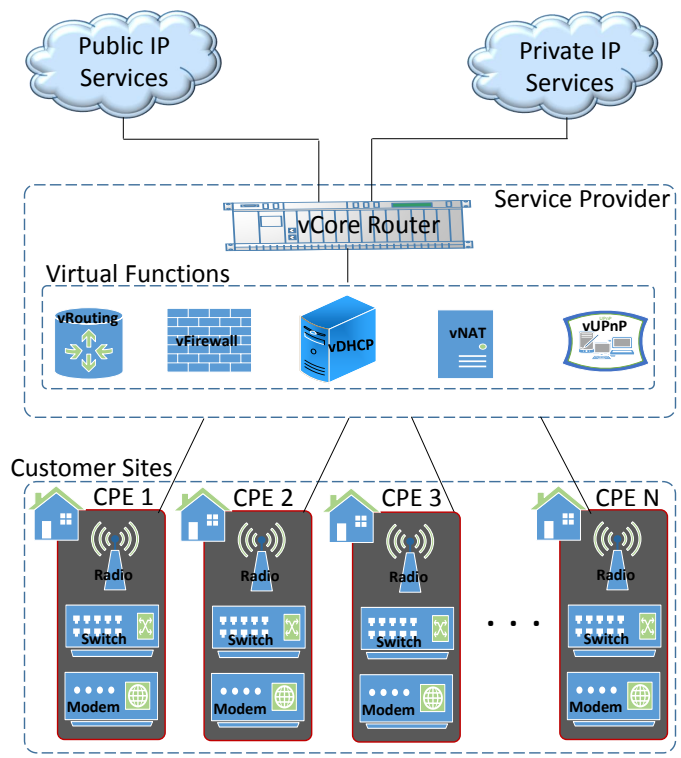 Public IP
Services
Private IP
Services
Service Provider
vCore Router
Virtual Functions
vRouting
vFirewall
vDHCP
vNAT
vUPnP
Customer Sites
CPE 1
CPE 2
CPE 3
CPE N
Radio
Radio
Radio
Radio
Switch
Switch
Switch
Switch
. . .
Modem
Modem
Modem
Modem